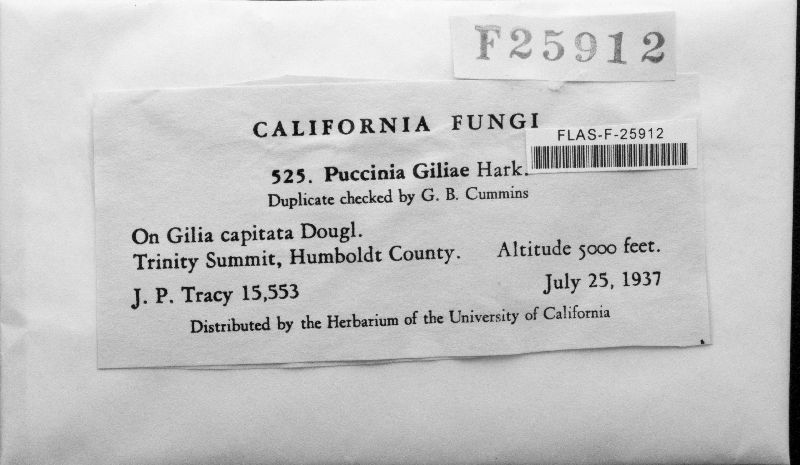 F25912
CALIFORNIA FUNGI
FLAS-F-25912
525. Puccinia Giliae Hark.
Duplicate checked by G. B. Cummins
On Gilia capitata Dougl.
Trinity Summit, Humboldt County. Altitude 5000 feet.
J. P. Tracy 15,553 July 25, 1937
Distributed by the Herbarium of the University of California